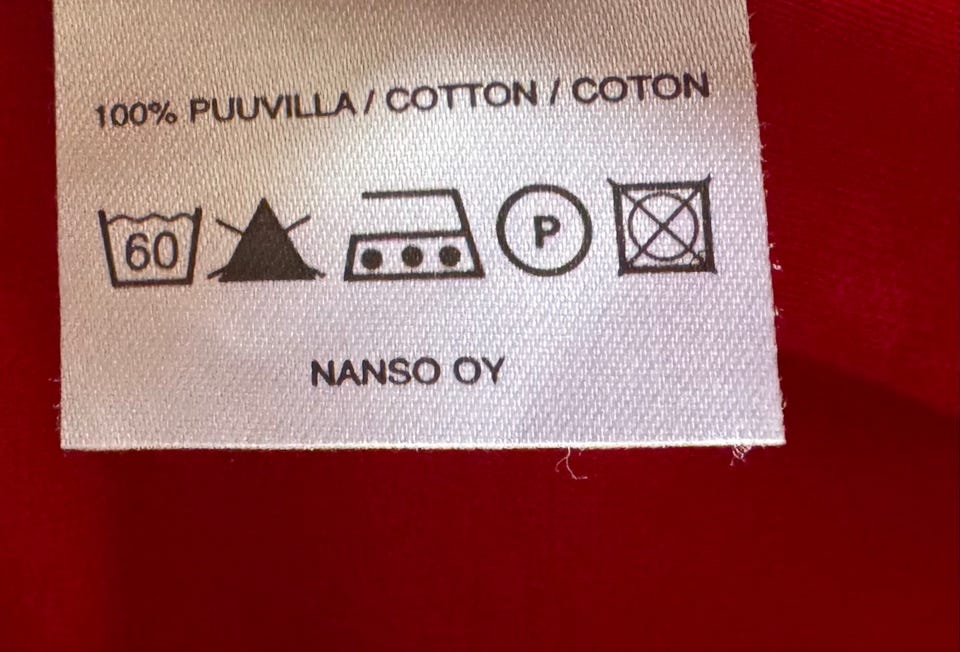 100% PUUVILLA / COTTON / COTON
60 P
NANSO OY